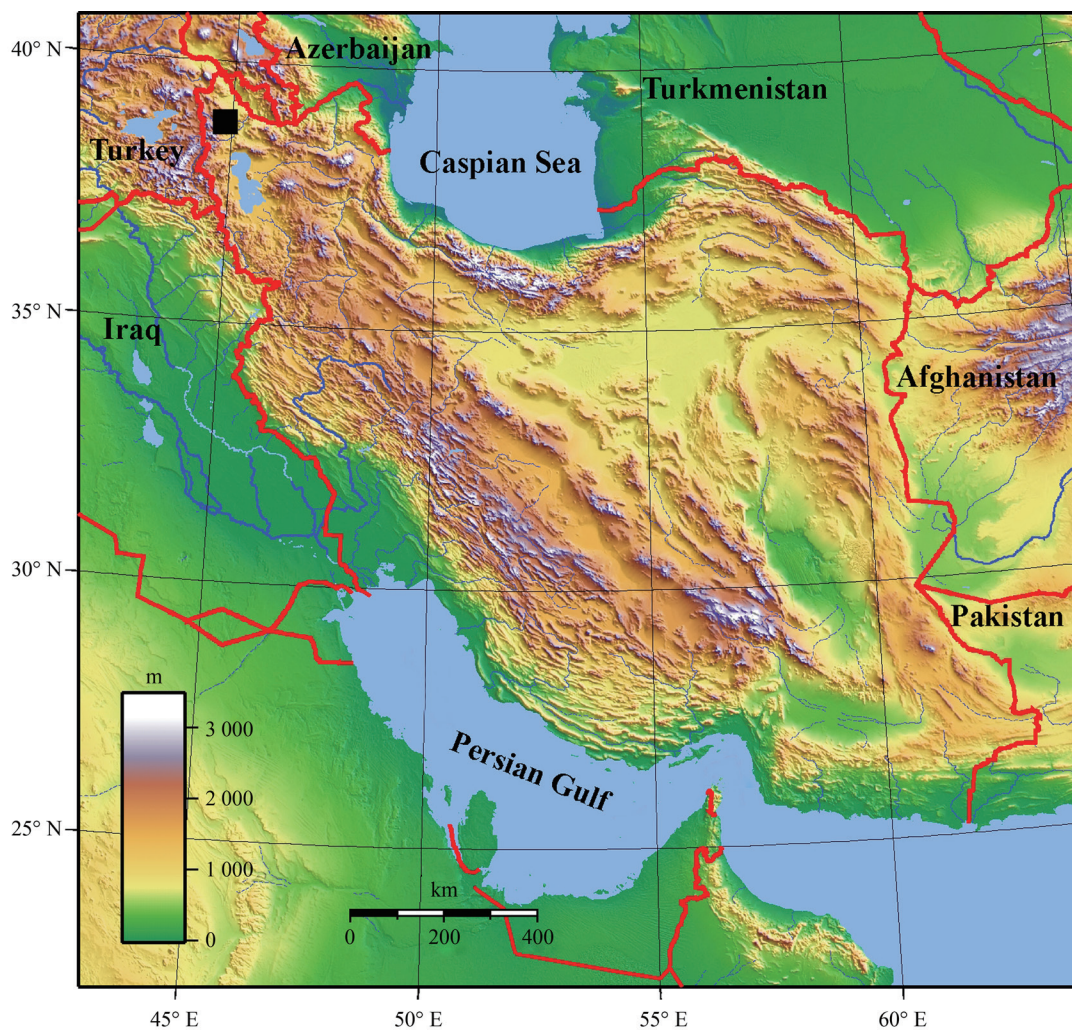 40° N
Azerbaijan
Turkmenistan
Turkey
Caspian Sea
35° N
Iraq
Afghanistan
30° N
Pakistan
m
3 000
2 000
1 000
0
Persian Gulf
25° N
km
0 200 400
45° E 50° E 55° E 60° E